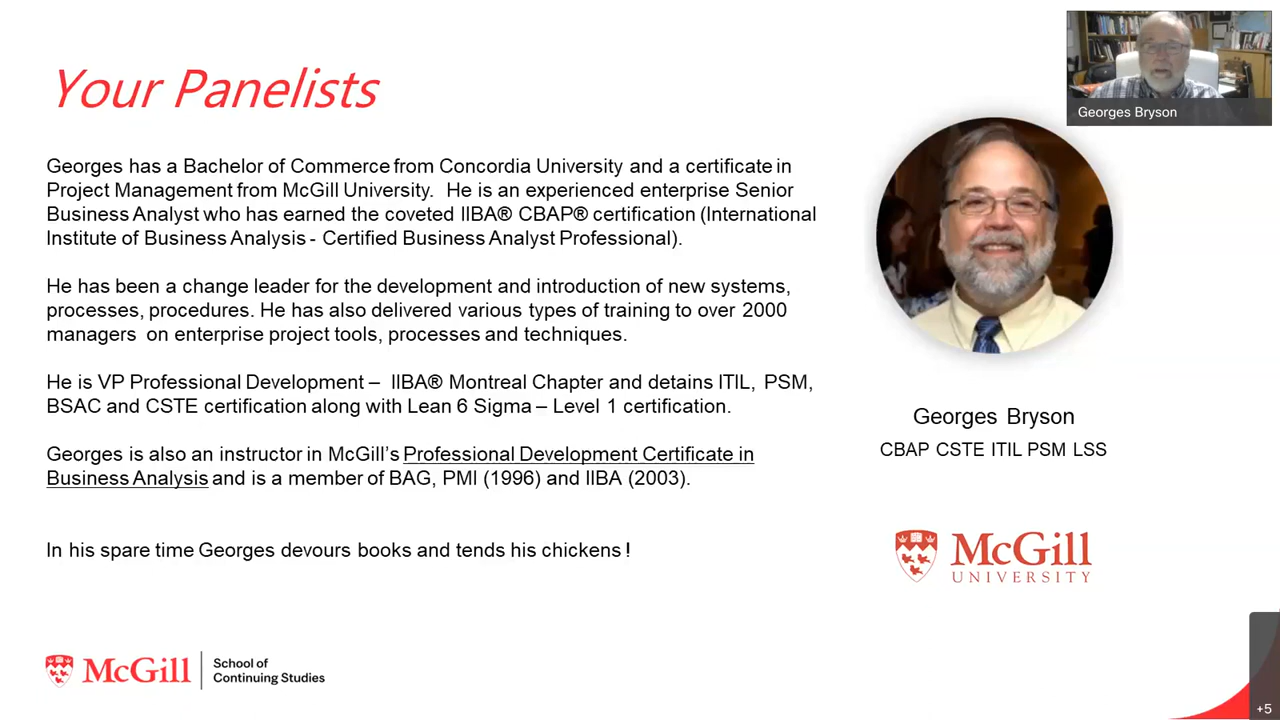 Your Panelists
Georges Bryson
Georges has a Bachelor of Commerce from Concordia University and a certificate in
Project Management from McGill University. He is an experienced enterprise Senior
Business Analyst who has earned the coveted IIBA® CBAP® certification (International
Institute of Business Analysis - Certified Business Analyst Professional).
He has been a change leader for the development and introduction of new systems,
processes, procedures. He has also delivered various types of training to over 2000
managers on enterprise project tools, processes and techniques.
He is VP Professional Development – IIBA® Montreal Chapter and detains ITIL, PSM,
BSAC and CSTE certification along with Lean 6 Sigma – Level 1 certification.
Georges is also an instructor in McGill's Professional Development Certificate in
Business Analysis and is a member of BAG, PMI (1996) and IIBA (2003).
In his spare time Georges devours books and tends his chickens !
Georges Bryson
CBAP CSTE ITIL PSM LSS
McGill
UNIVERSITY
McGill
School of
Continuing Studies
+5